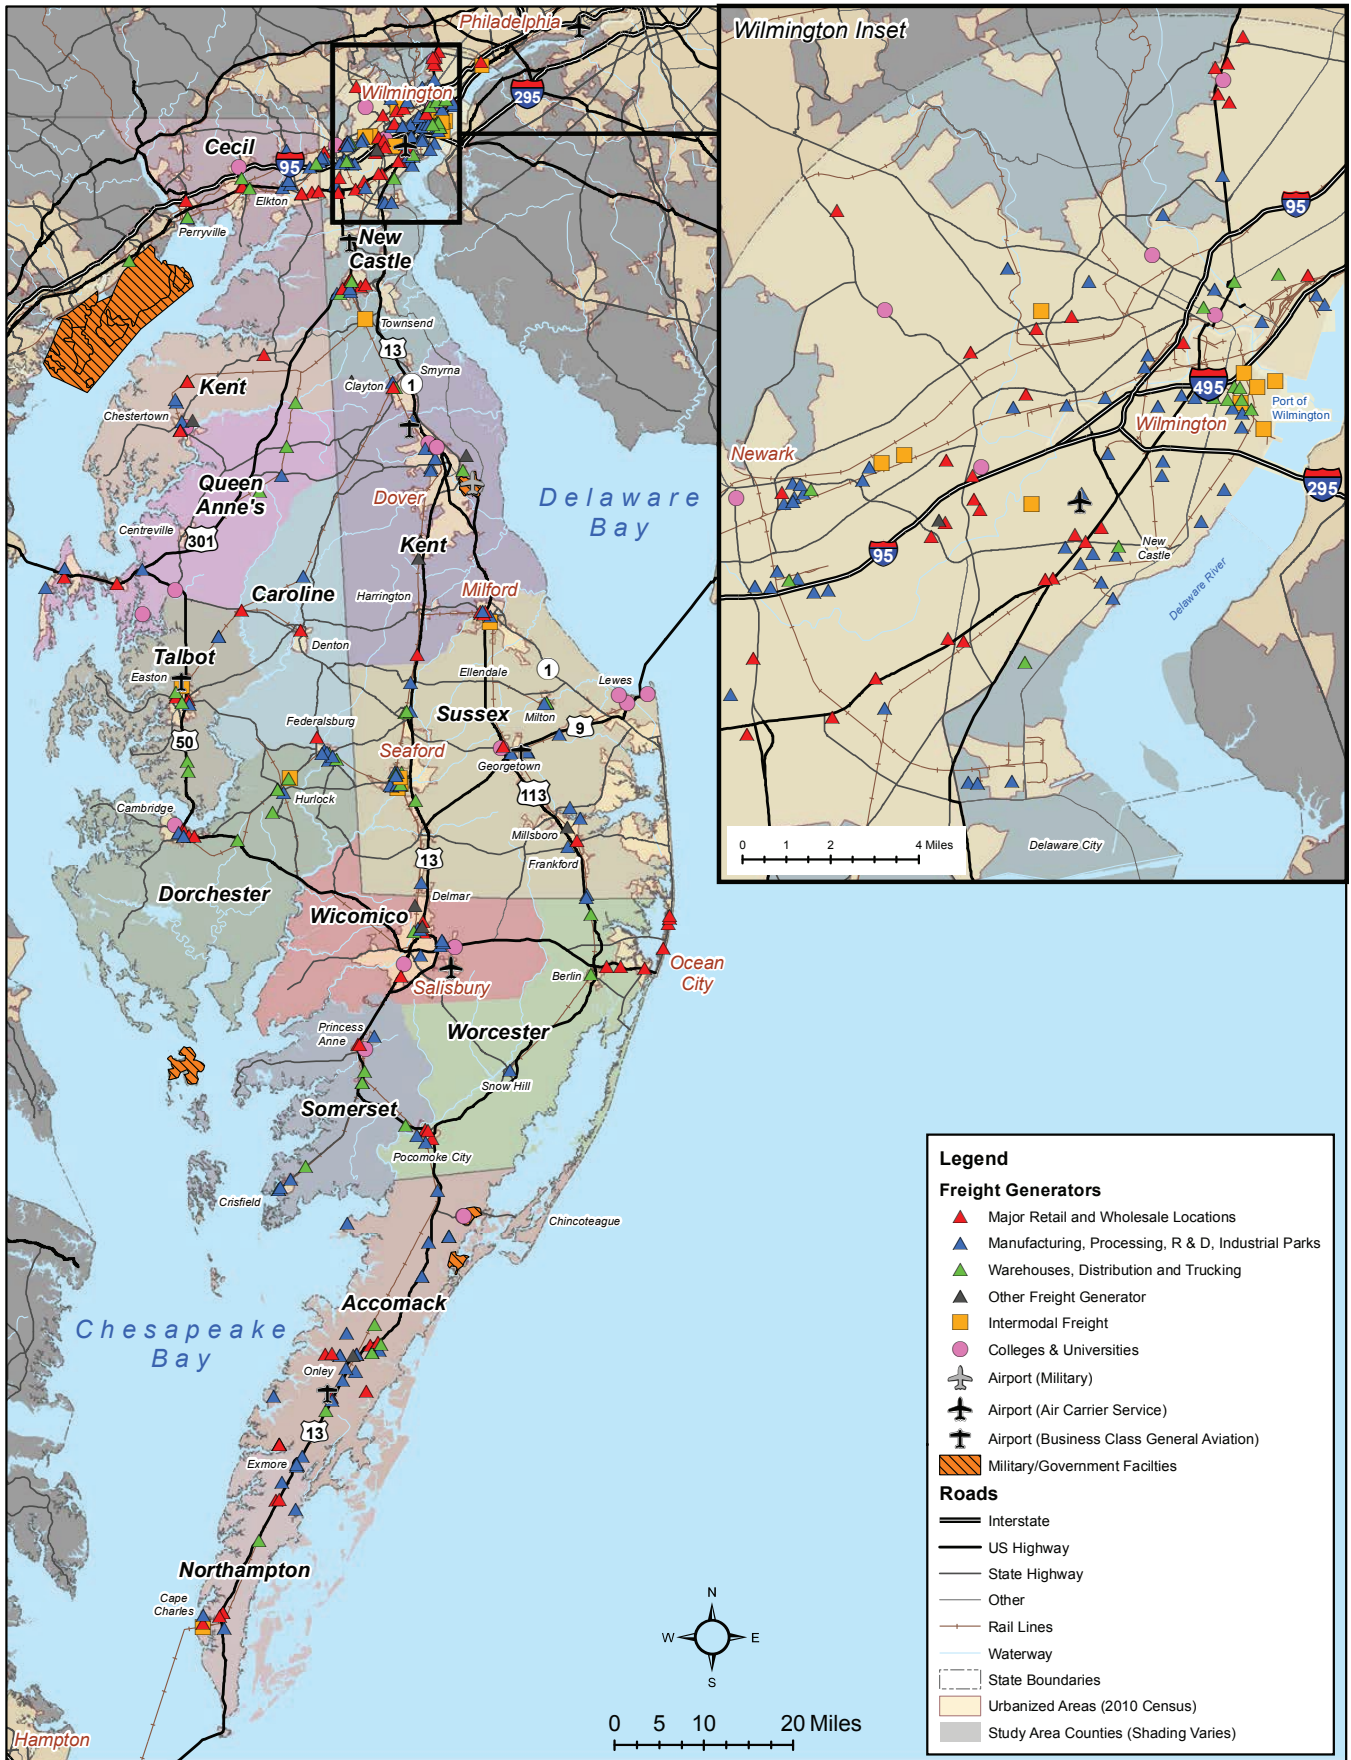 Philadelphia
295
Wilmington
Cecil
95
Elkton
Perryville
New
Castle
Townsend
13
Smyrna
Clayton
1
Kent
Chestertown
Queen
Anne's
Dover
Delaware
Bay
Centreville
301
Kent
Caroline
Harrington
Milford
Denton
Talbot
Easton
Ellendale
1
Lewes
Federalsburg
Sussex
Milton
9
50
Seaford
Georgetown
Hurlock
113
Cambridge
Millsboro
13
Frankford
Dorchester
Delmar
Wicomico
Ocean
City
Berlin
Salisbury
Princess
Anne
Worcester
Snow Hill
Somerset
Pocomoke City
Crisfield
Chincoteague
Accomack
Chesapeake
Bay
Onley
13
Exmore
Northampton
Cape
Charles
Hampton
N
W
E
S
0 5 10 20 Miles
Wilmington Inset
95
495
Port of
Wilmington
Wilmington
Newark
295
95
New
Castle
Delaware River
Delaware City
0 1 2 4 Miles
Legend
Freight Generators
Major Retail and Wholesale Locations
Manufacturing, Processing, R & D, Industrial Parks
Warehouses, Distribution and Trucking
Other Freight Generator
Intermodal Freight
Colleges & Universities
Airport (Military)
Airport (Air Carrier Service)
Airport (Business Class General Aviation)
Military/Government Facilties
Roads
Interstate
US Highway
State Highway
Other
Rail Lines
Waterway
State Boundaries
Urbanized Areas (2010 Census)
Study Area Counties (Shading Varies)